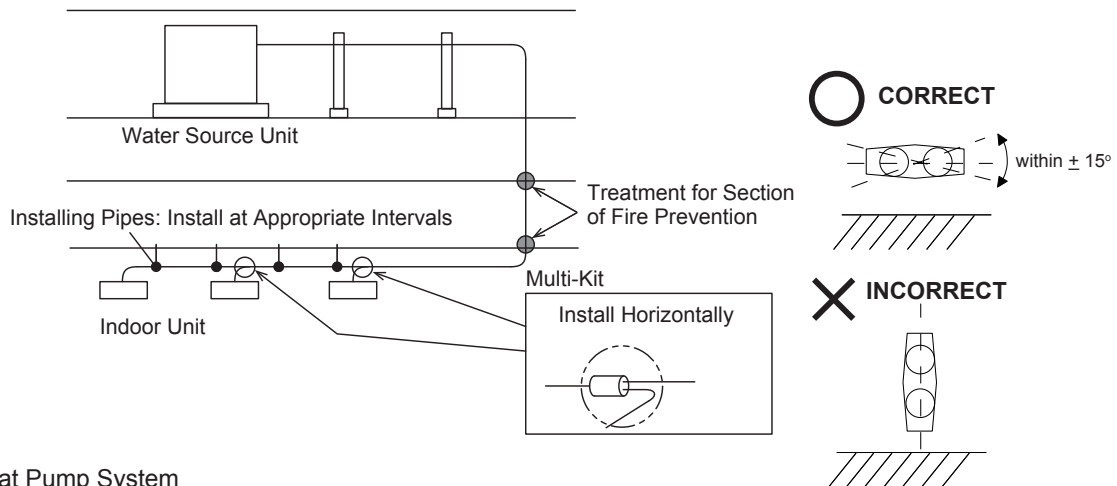 Water Source Unit
CORRECT
within ± 15°
Treatment for Section
of Fire Prevention
Installing Pipes: Install at Appropriate Intervals
Multi-Kit
Install Horizontally
Indoor Unit
INCORRECT
at Pump System